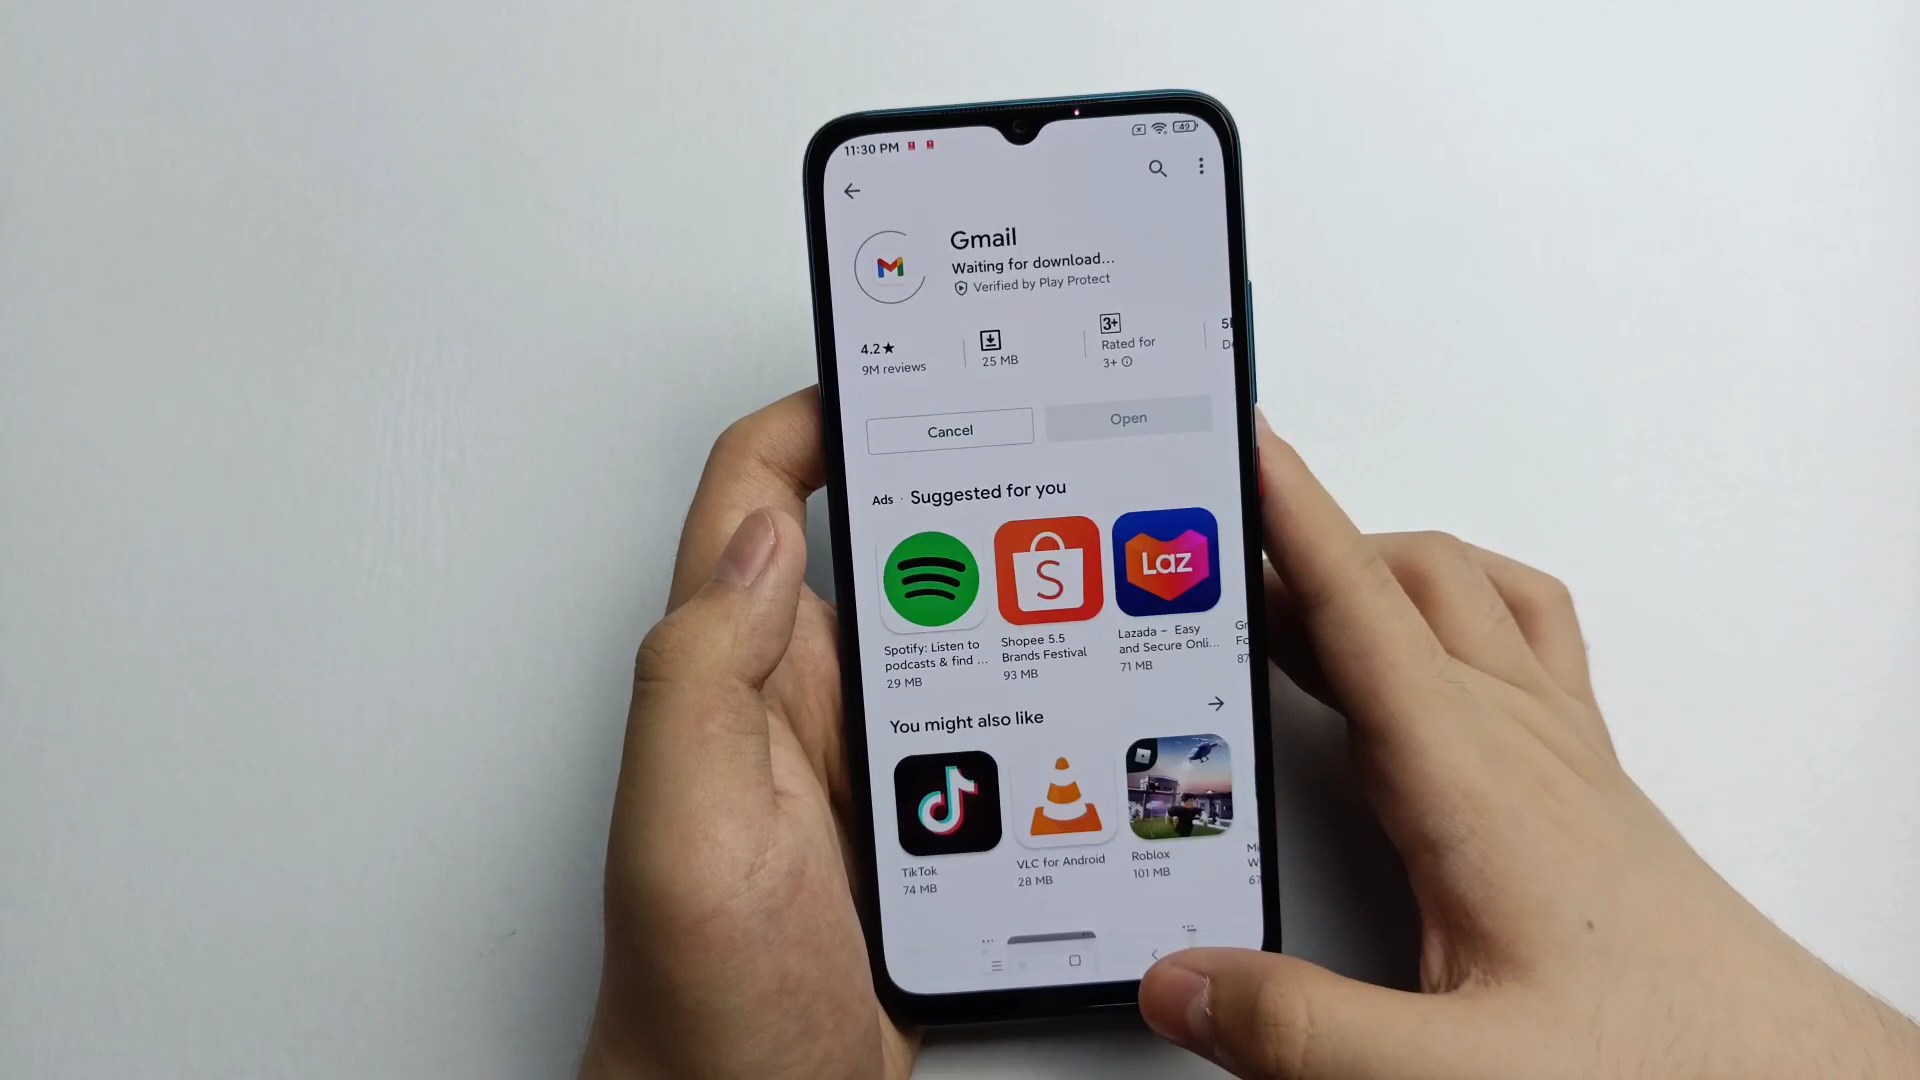 11:30 PM
49
Gmail
Waiting for download...
Verified by Play Protect
4.2★
9M reviews
25 MB
3+
Rated for
3+
Cancel
Open
Ads · Suggested for you
S
Laz
Spotify: Listen to
podcasts & find ...
29 MB
Shopee 5.5
Brands Festival
93 MB
Lazada - Easy
and Secure Onli...
71 MB
87
You might also like
TikTok
74 MB
VLC for Android
28 MB
Roblox
101 MB
67